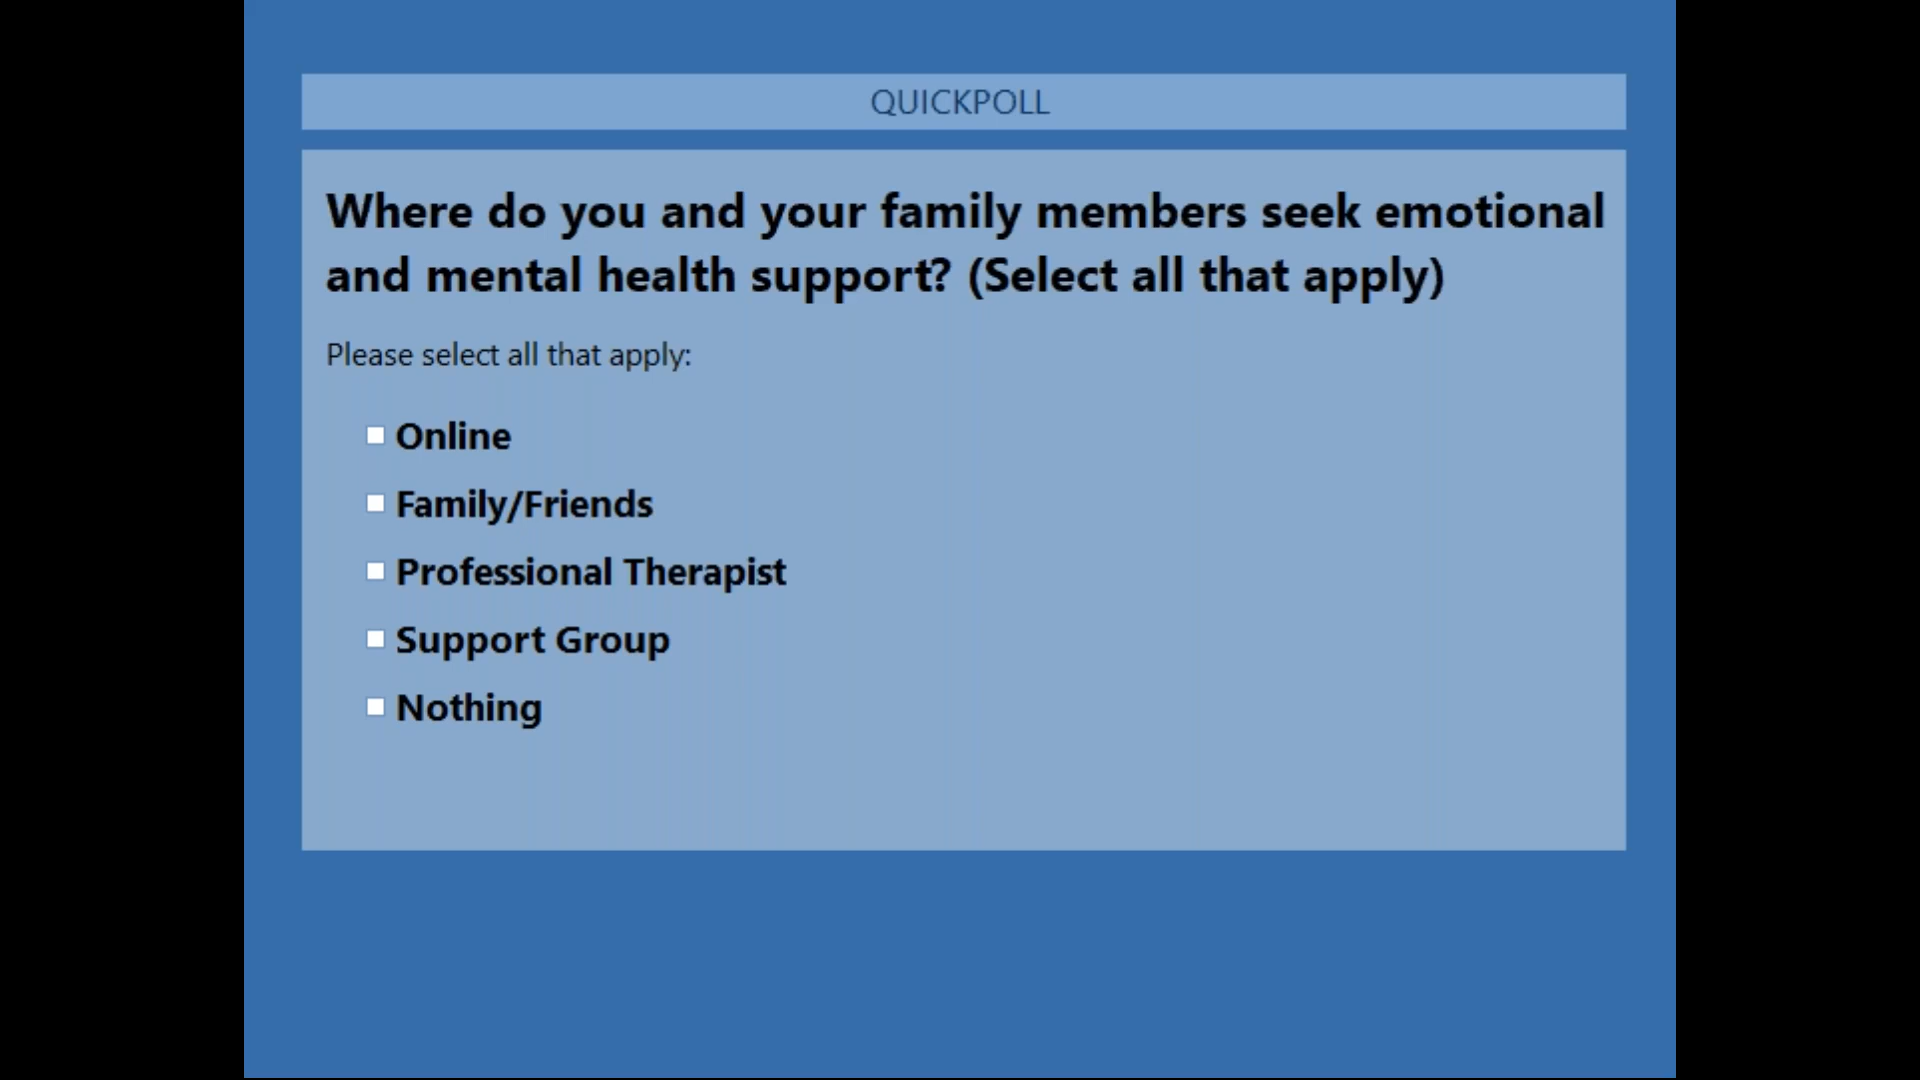 QUICKPOLL
Where do you and your family members seek emotional
and mental health support? (Select all that apply)
Please select all that apply:
Online
Family/Friends
Professional Therapist
Support Group
Nothing